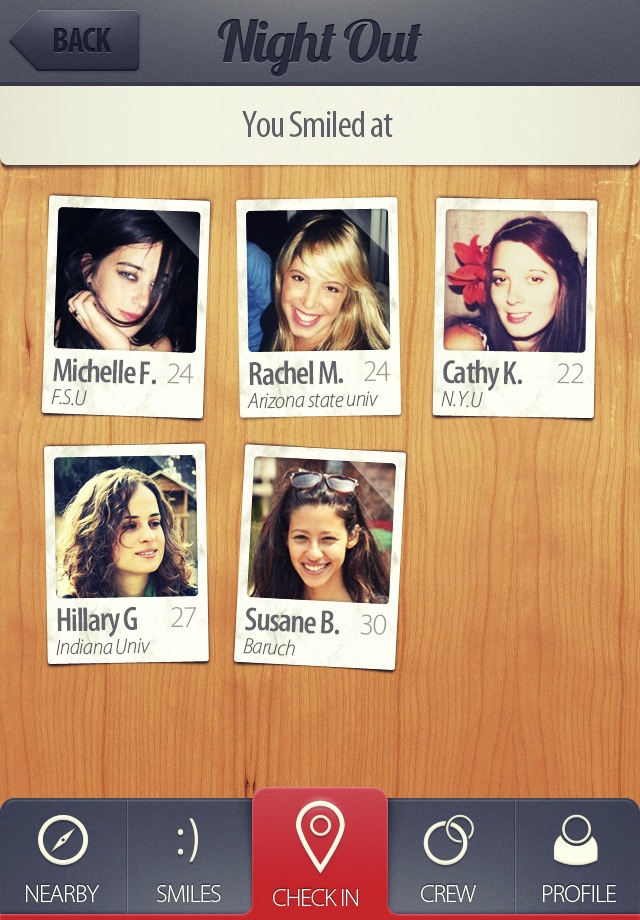 BACK
Night Out
You Smiled at
Michelle F. 24
F.S.U
Rachel M. 24
Arizona state univ
Cathy K. 22
N.Y.U
Hillary G 27
Indiana Univ
Susane B. 30
Baruch
:)
NEARBY
SMILES
CHECK IN
CREW
PROFILE